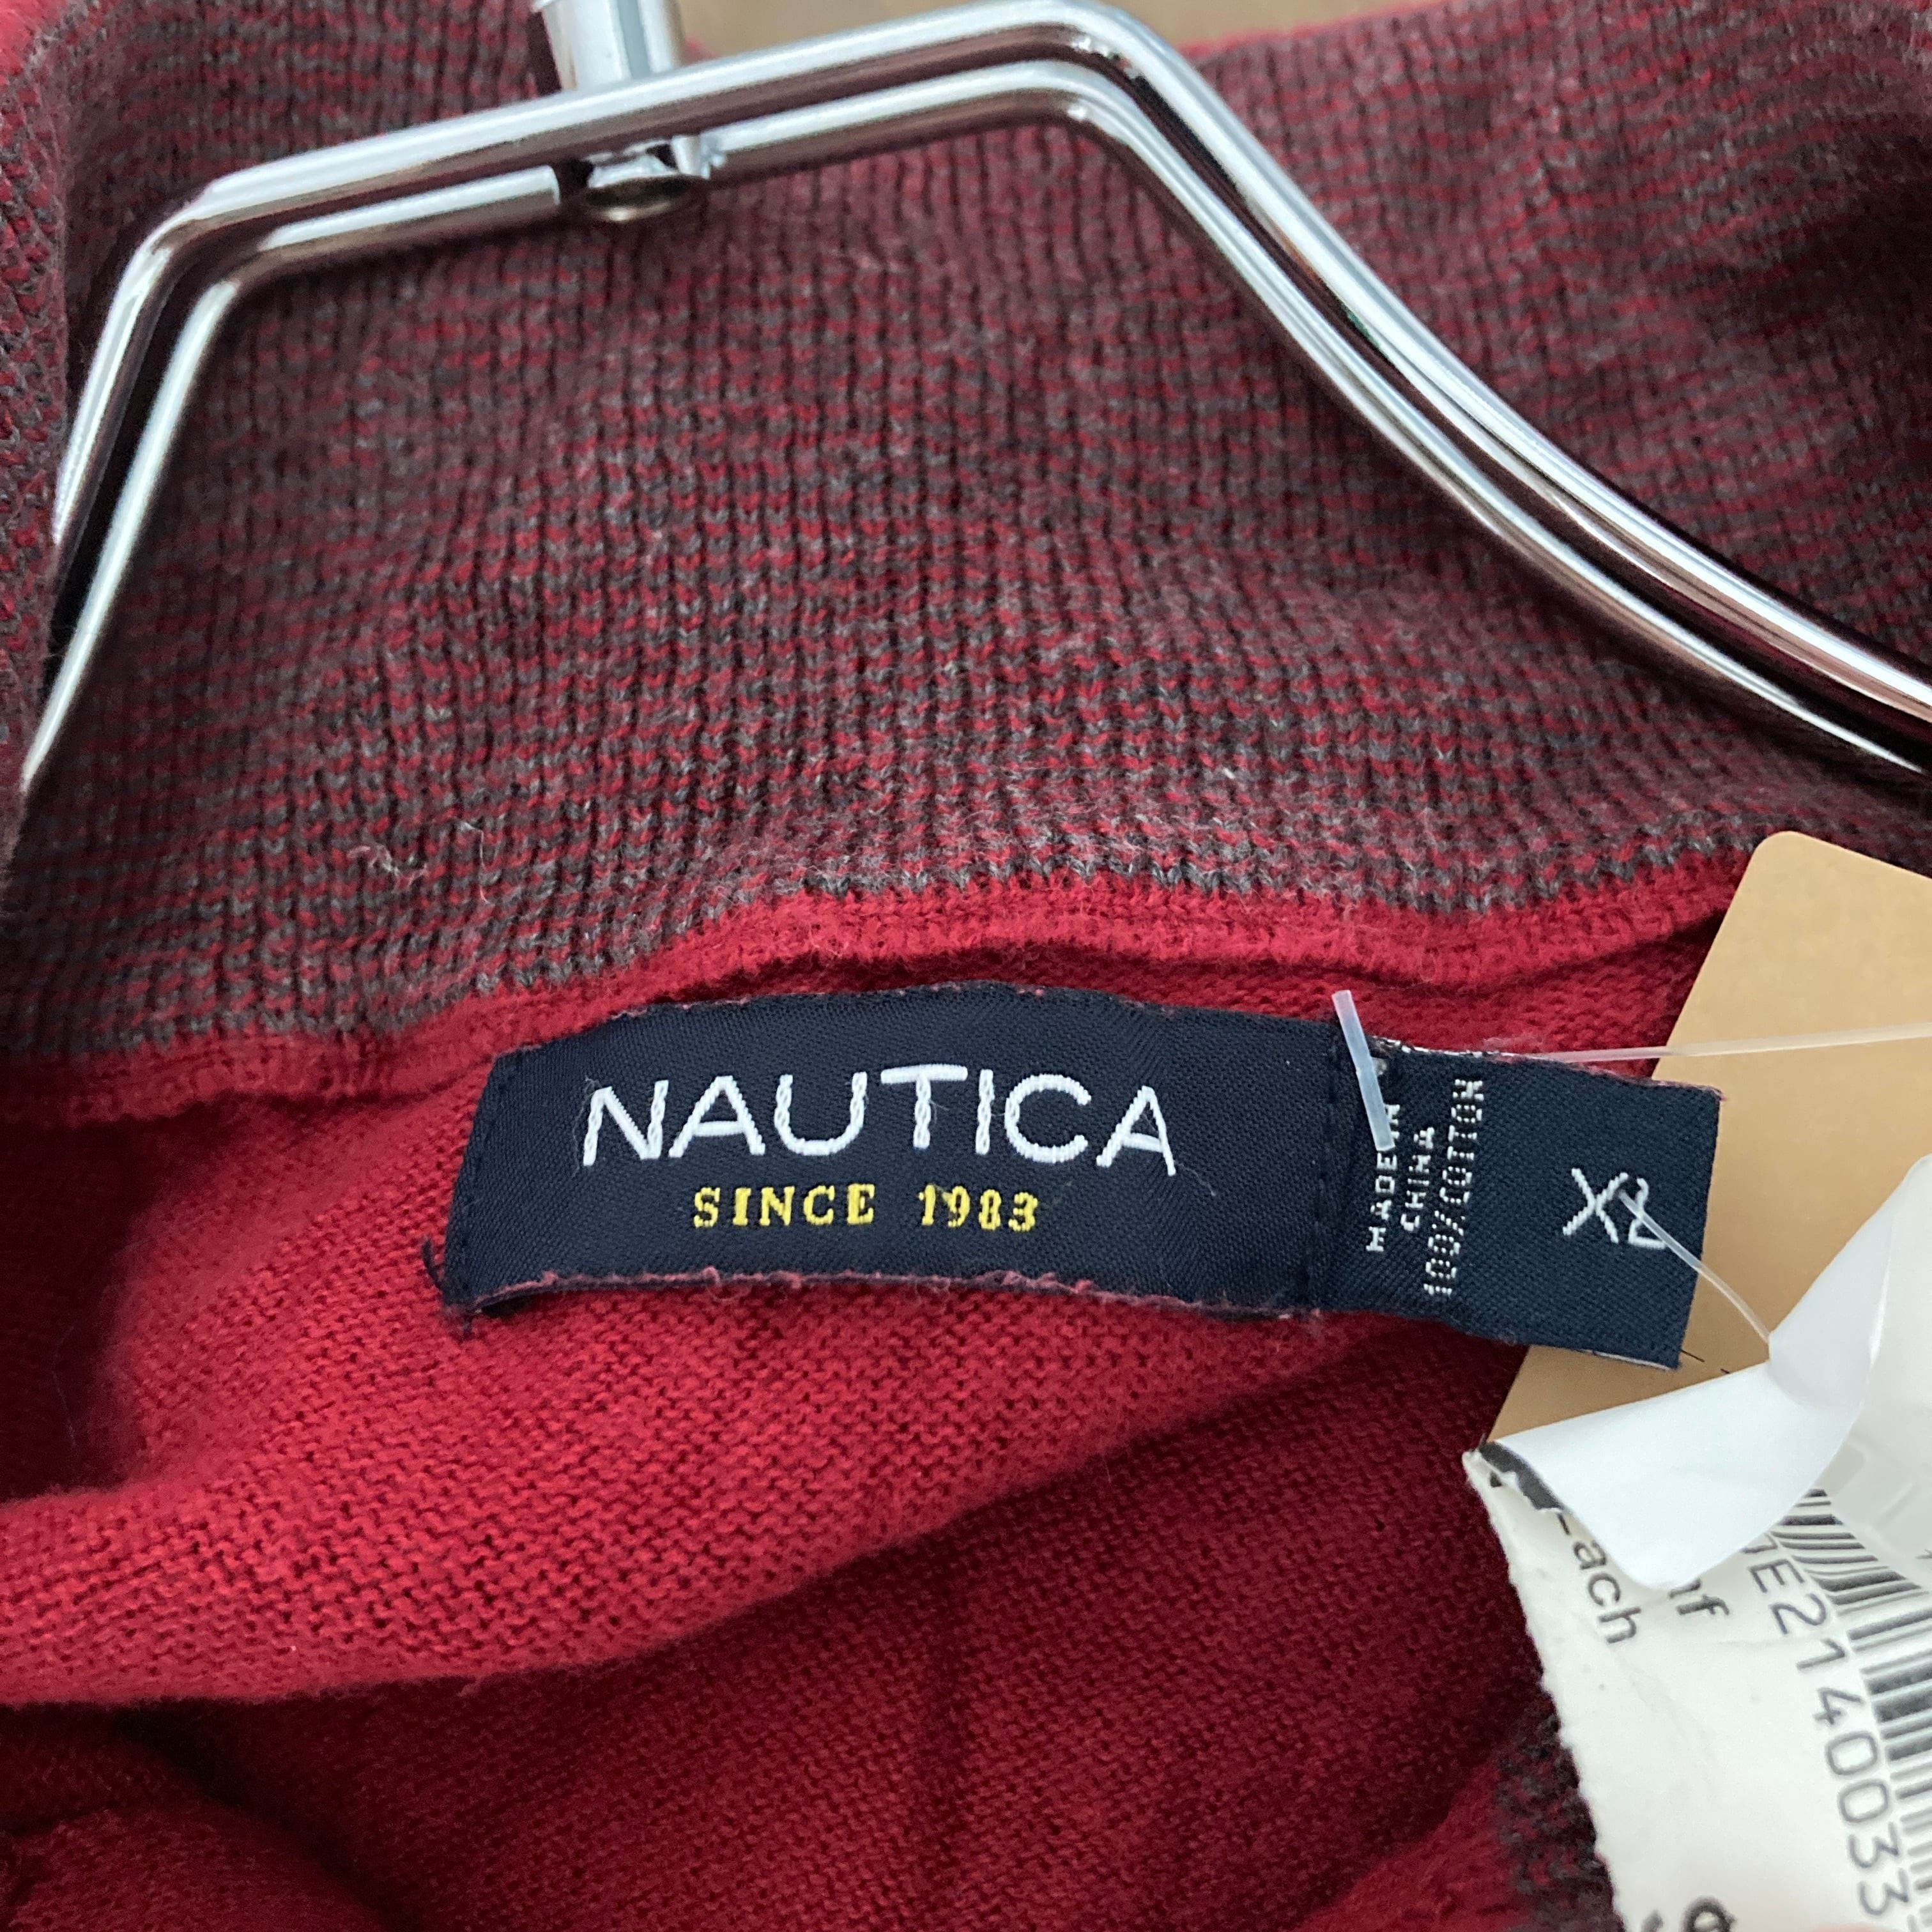 NAUTICA
SINCE 1983
MADE IN
CHINA
100% COTTON
XL